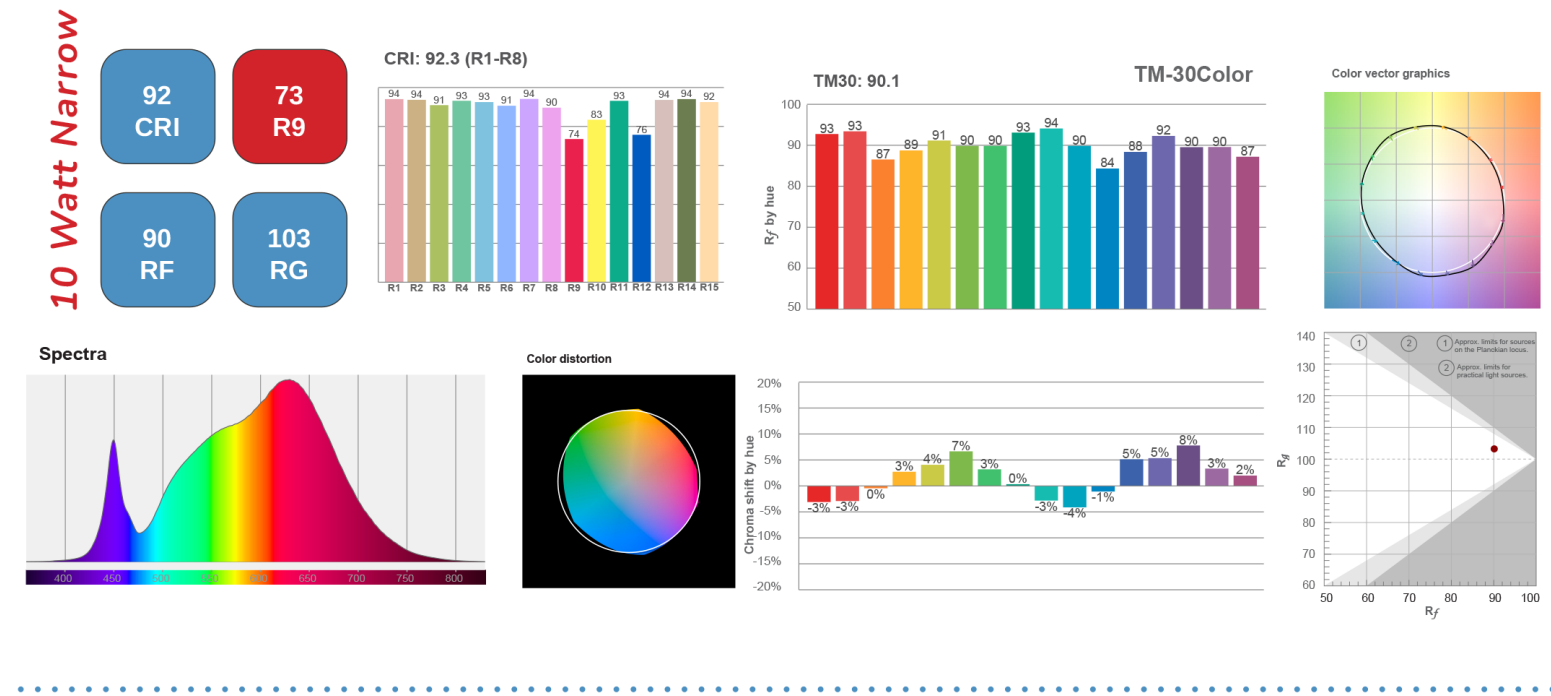 10 Watt Narrow
92
CRI
73
R9
90
RF
103
RG
CRI: 92.3 (R1-R8)
94 94 91 93 93 91 94 90 74 83 93 76 94 94 92
R1 R2 R3 R4 R5 R6 R7 R8 R9 R10 R11 R12 R13 R14 R15
TM30: 90.1
TM-30Color
Rf by hue
100
90
80
70
60
50
93 93 87 89 91 90 90 93 94 90 84 88 92 90 90 87
Color vector graphics
Spectra
400 450 500 550 600 650 700 750 800
Color distortion
Chroma shift by hue
20%
15%
10%
5%
0%
-5%
-10%
-15%
-20%
-3% -3% 0% 3% 4% 7% 3% 0% -3% -4% -1% 5% 5% 8% 3% 2%
Rg
140
130
120
110
100
90
80
70
60
1
2
1 Approx. limits for sources
on the Planckian locus.
2 Approx. limits for
practical light sources.
50 60 70 80 90 100
Rf